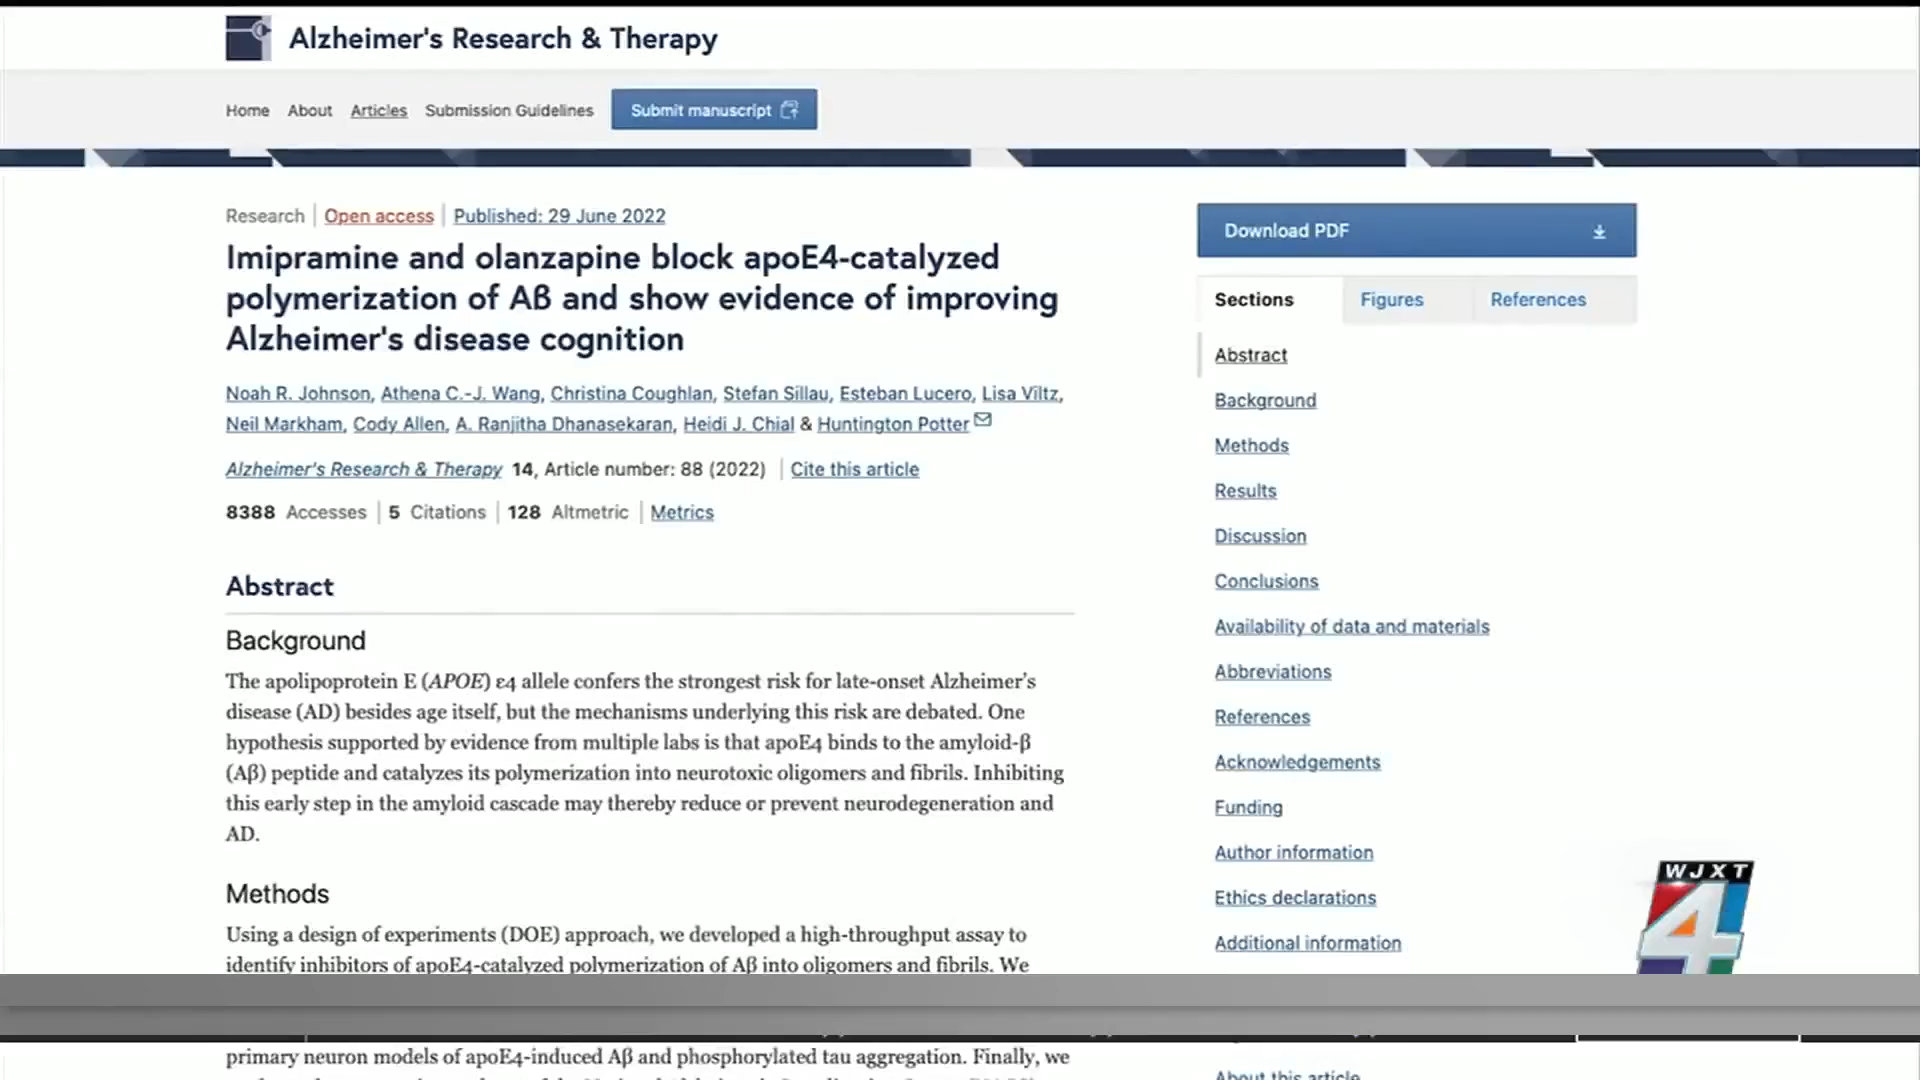 Alzheimer's Research & Therapy
Home About Articles Submission Guidelines Submit manuscript
Research Open access Published: 29 June 2022
Imipramine and olanzapine block apoE4-catalyzed
polymerization of Aβ and show evidence of improving
Alzheimer's disease cognition
Noah R. Johnson, Athena C.-J. Wang, Christina Coughlan, Stefan Sillau, Esteban Lucero, Lisa Viltz,
Neil Markham, Cody Allen, A. Ranjitha Dhanasekaran, Heidi J. Chial & Huntington Potter
Alzheimer's Research & Therapy 14, Article number: 88 (2022) Cite this article
8388 Accesses 5 Citations 128 Altmetric Metrics
Abstract
Background
The apolipoprotein E (APOE) ε4 allele confers the strongest risk for late-onset Alzheimer's
disease (AD) besides age itself, but the mechanisms underlying this risk are debated. One
hypothesis supported by evidence from multiple labs is that apoE4 binds to the amyloid-β
(Aβ) peptide and catalyzes its polymerization into neurotoxic oligomers and fibrils. Inhibiting
this early step in the amyloid cascade may thereby reduce or prevent neurodegeneration and
AD.
Methods
Using a design of experiments (DOE) approach, we developed a high-throughput assay to
identify inhibitors of apoE4-catalyzed polymerization of Aβ into oligomers and fibrils. We
primary neuron models of apoE4-induced Aβ and phosphorylated tau aggregation. Finally, we
Download PDF
Sections Figures References
Abstract
Background
Methods
Results
Discussion
Conclusions
Availability of data and materials
Abbreviations
References
Acknowledgements
Funding
Author information
Ethics declarations
Additional information
About this article
WJXT
4